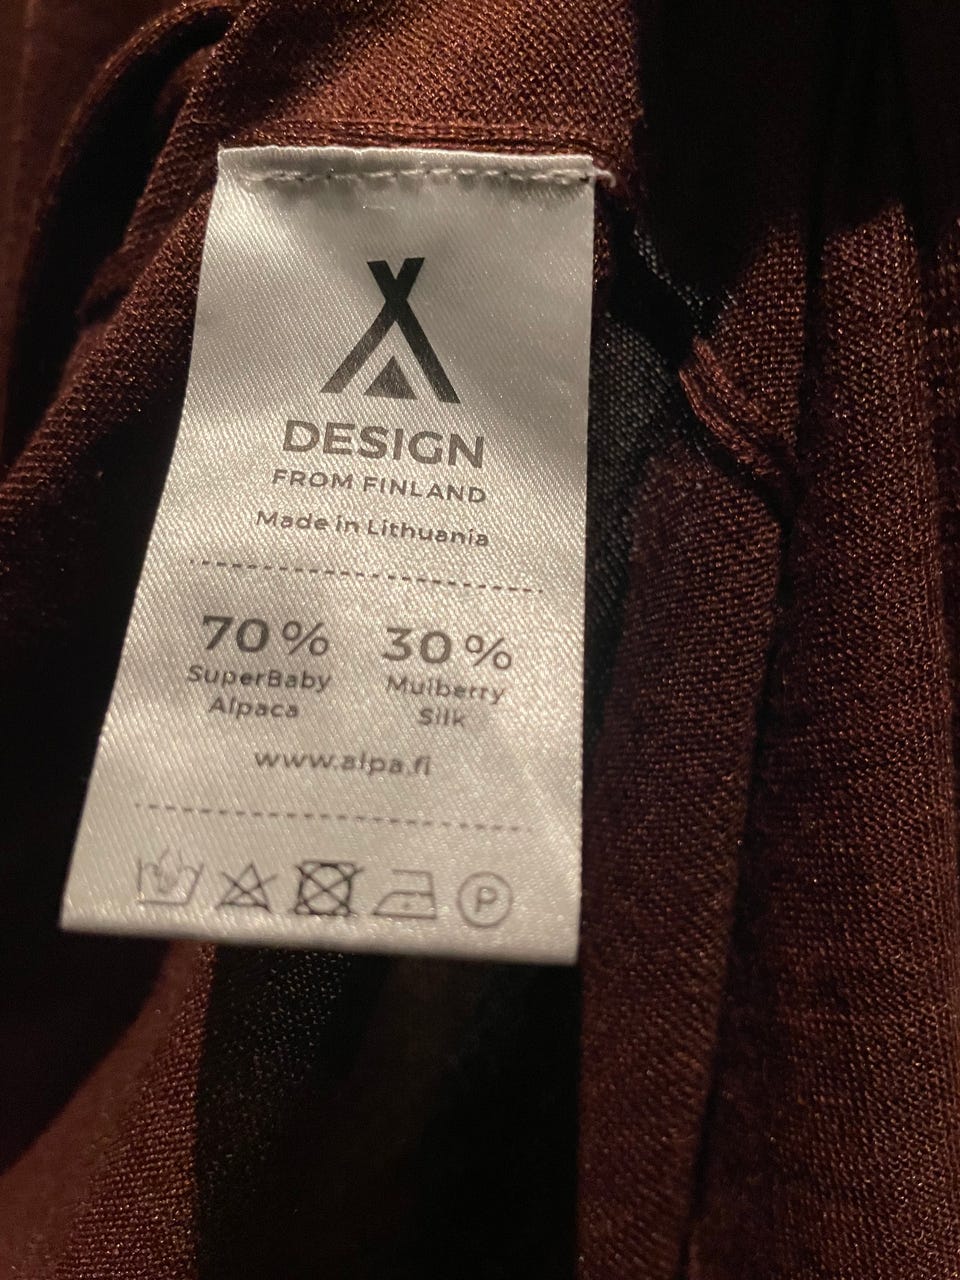 DESIGN
FROM FINLAND
Made in Lithuania
70% 30%
SuperBaby Mulberry
Alpaca Silk
www.alpa.fi
P